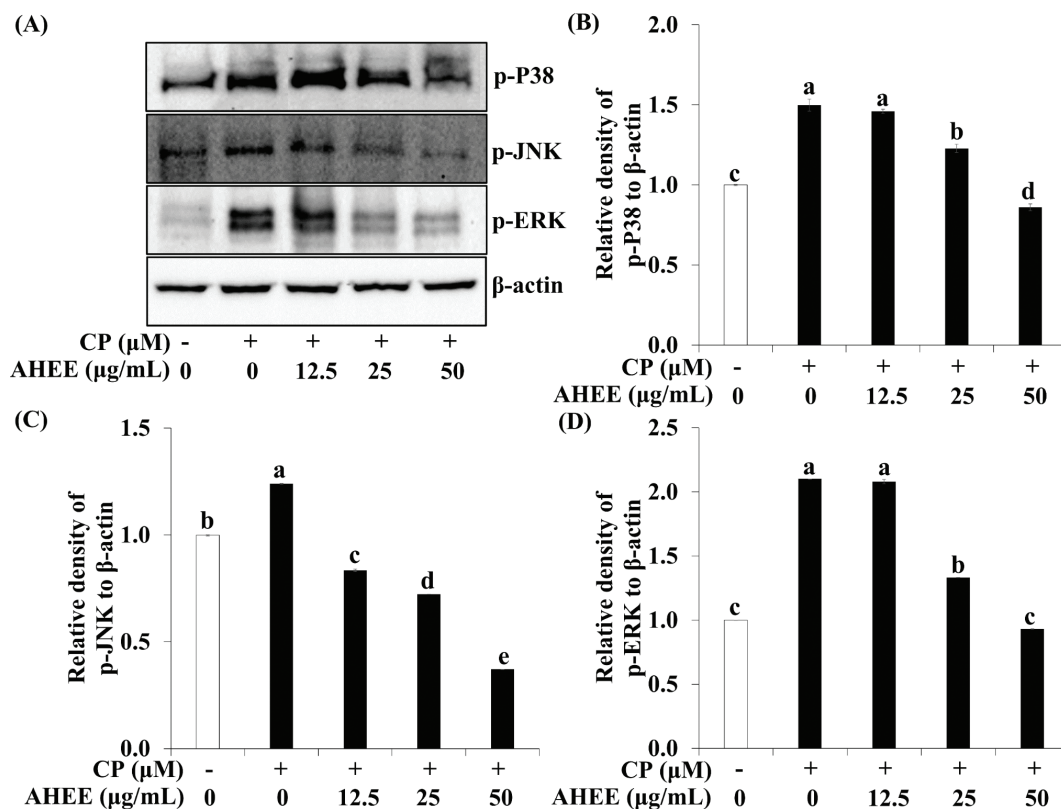 (A)
p-P38
p-JNK
p-ERK
β-actin
CP (μM) - + + + +
AHEE (μg/mL) 0 0 12.5 25 50
(B)
Relative density of
p-P38 to β-actin
2.0
1.5
1.0
0.5
0.0
c a a b d
CP (μM) - + + + +
AHEE (μg/mL) 0 0 12.5 25 50
(C)
Relative density of
p-JNK to β-actin
1.5
1.0
0.5
0.0
b a c d e
CP (μM) - + + + +
AHEE (μg/mL) 0 0 12.5 25 50
(D)
Relative density of
p-ERK to β-actin
2.5
2.0
1.5
1.0
0.5
0.0
c a a b c
CP (μM) - + + + +
AHEE (μg/mL) 0 0 12.5 25 50